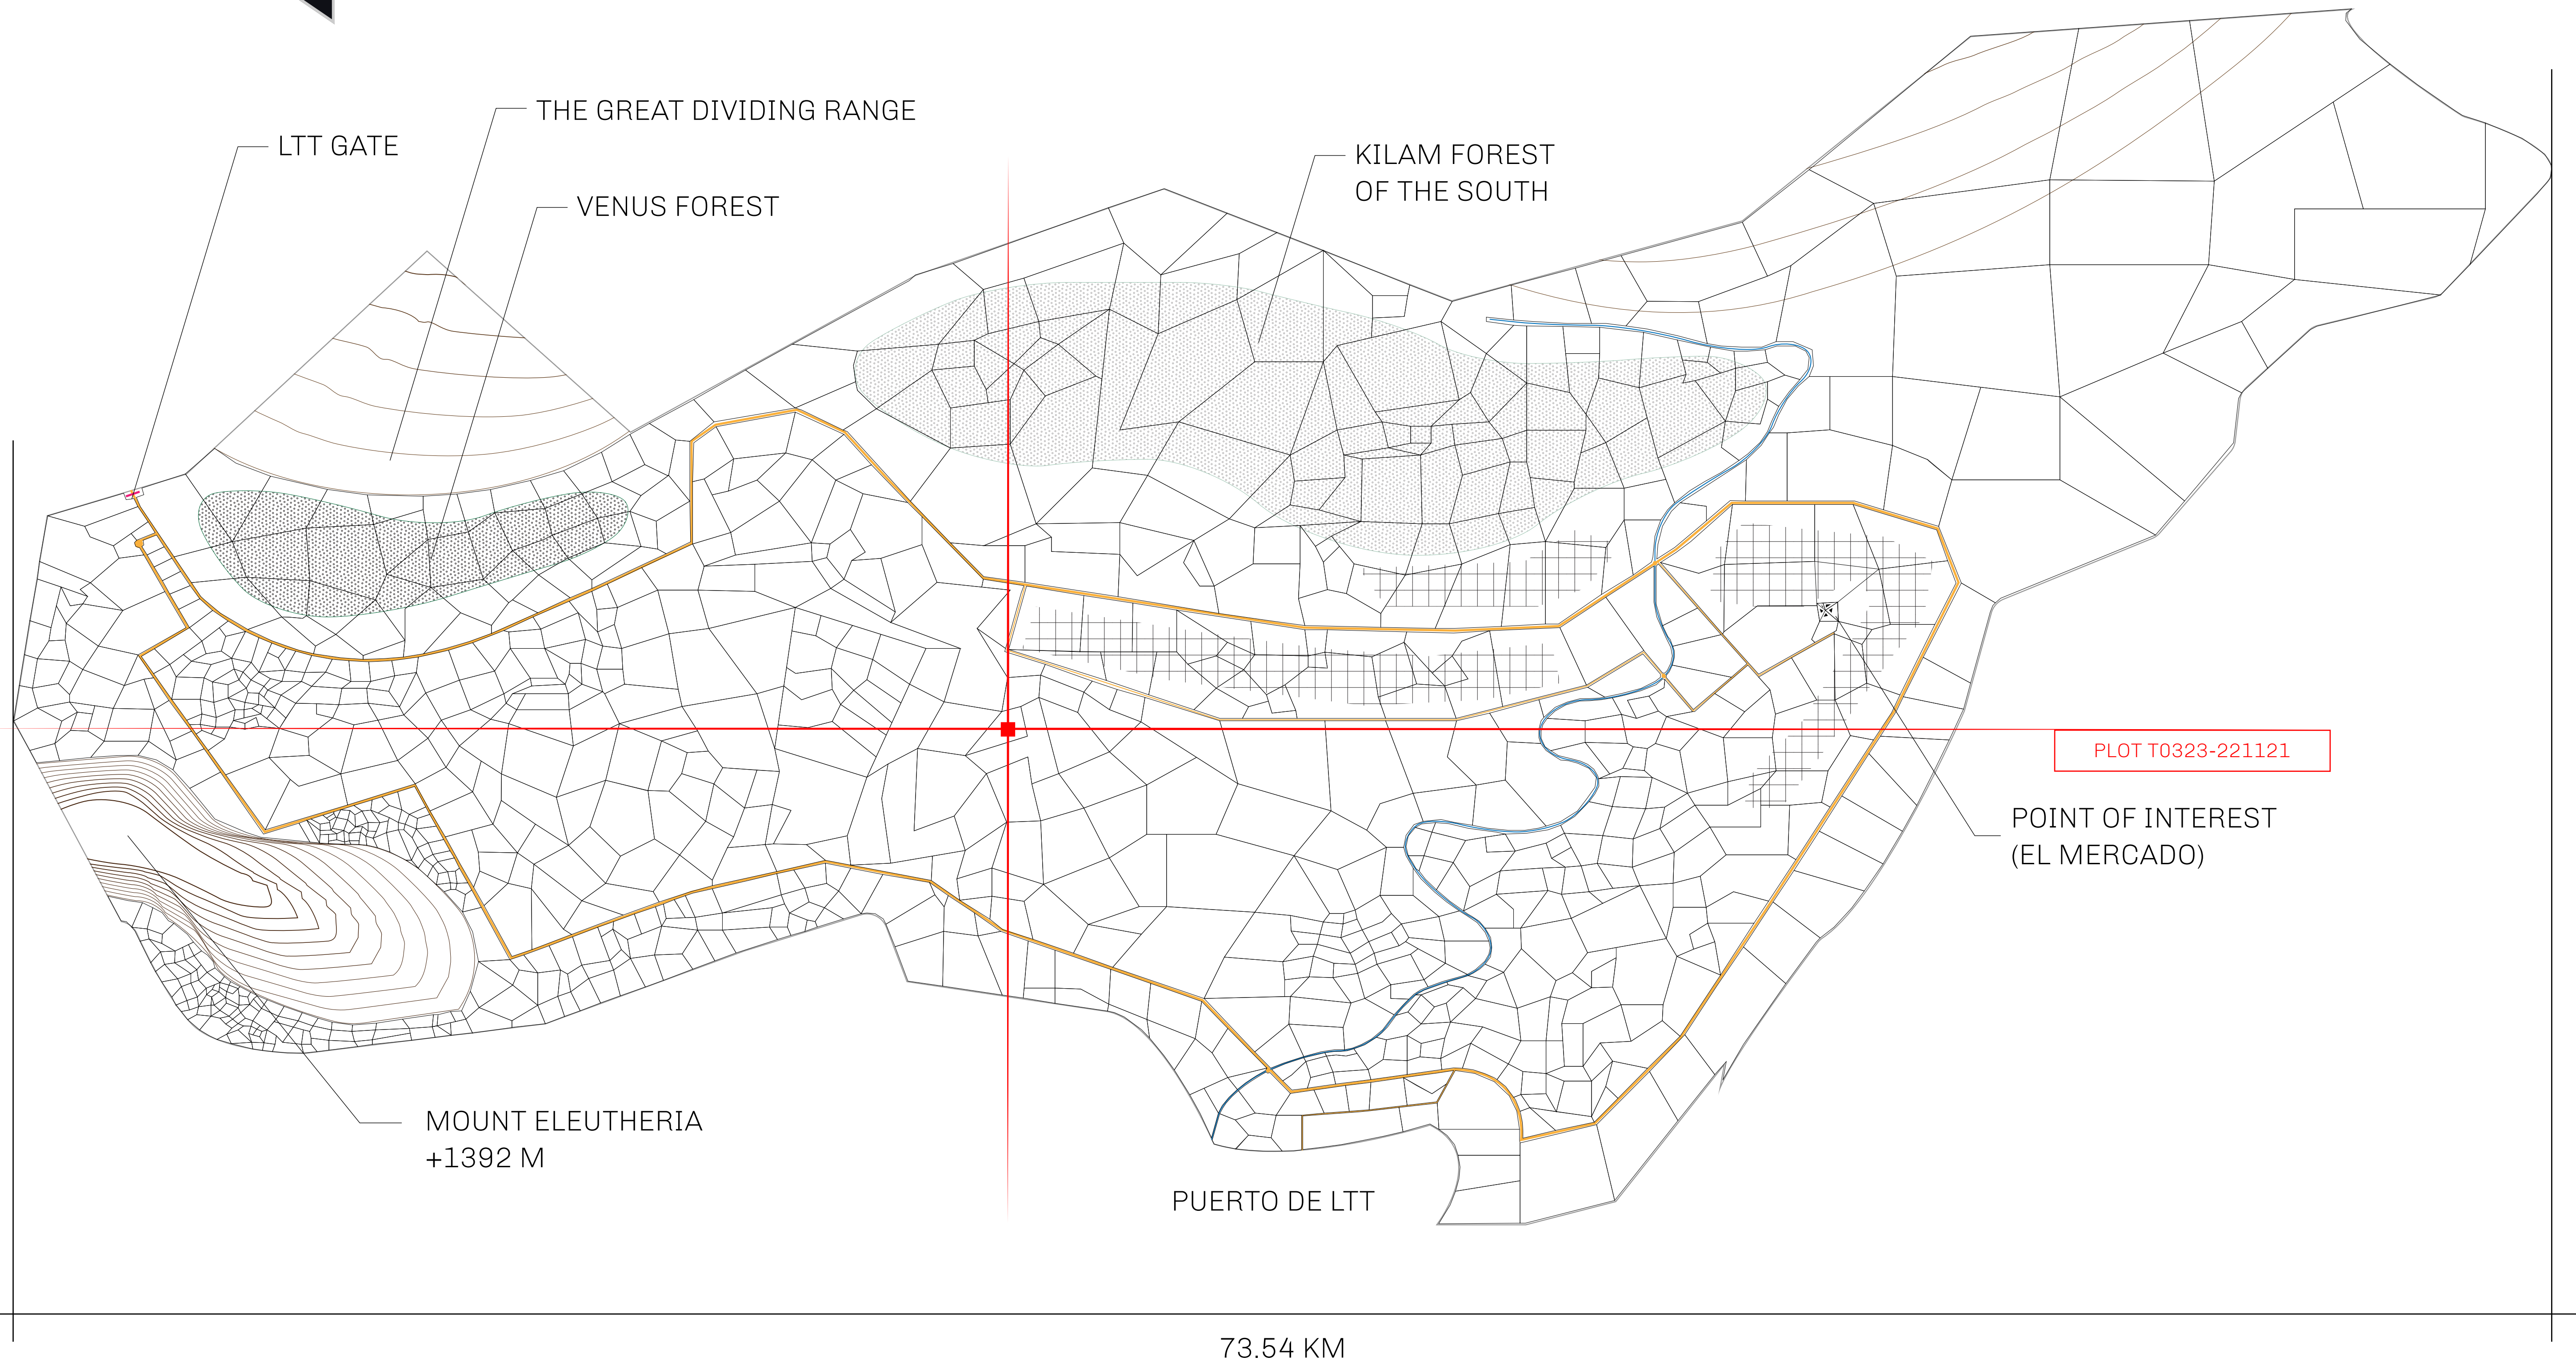 THE GREAT DIVIDING RANGE
LTT GATE
VENUS FOREST
KILAM FOREST
OF THE SOUTH
PLOT T0323-221121
POINT OF INTEREST
(EL MERCADO)
MOUNT ELEUTHERIA
+1392 M
PUERTO DE LTT
73.54 KM